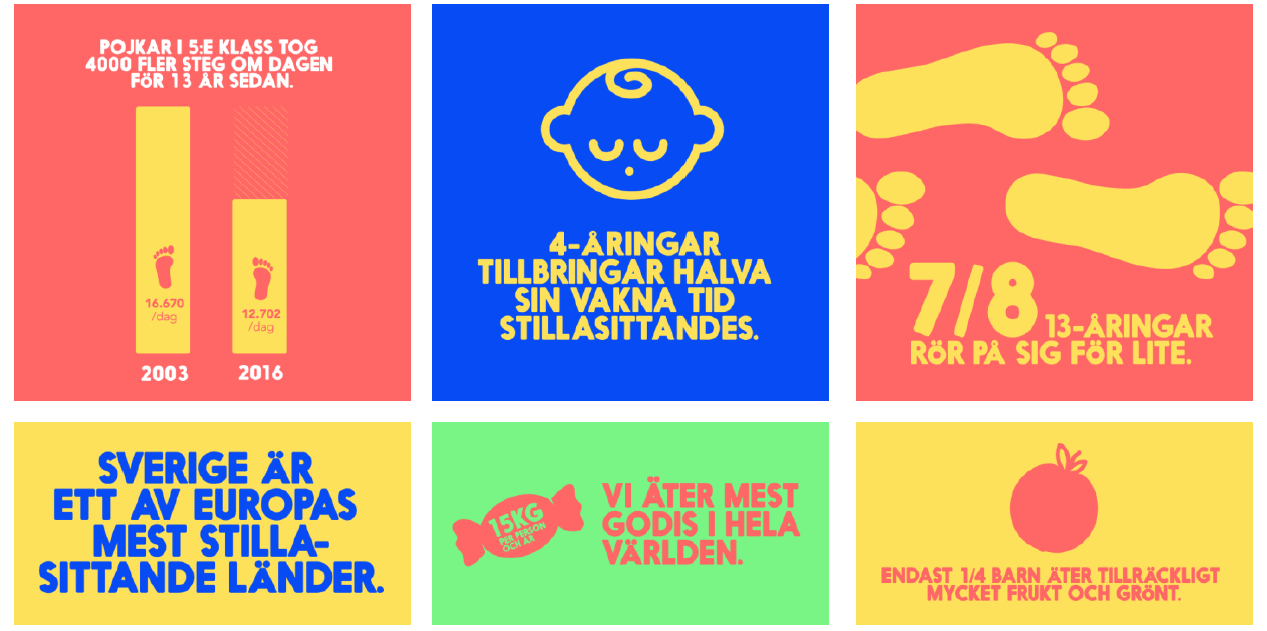 POJKAR I 5:E KLASS TOG
4000 FLER STEG OM DAGEN
FÖR 13 ÅR SEDAN.
16.670
/dag
12.702
/dag
2003
2016
4-ÅRINGAR
TILLBRINGAR HALVA
SIN VAKNA TID
STILLASITTANDES.
7/8 13-ÅRINGAR
RÖR PÅ SIG FÖR LITE.
SVERIGE ÄR
ETT AV EUROPAS
MEST STILLA-
SITTANDE LÄNDER.
15KG
PER PERSON
OCH ÅR
VI ÄTER MEST
GODIS I HELA
VÄRLDEN.
ENDAST 1/4 BARN ÄTER TILLRÄCKLIGT
MYCKET FRUKT OCH GRÖNT.